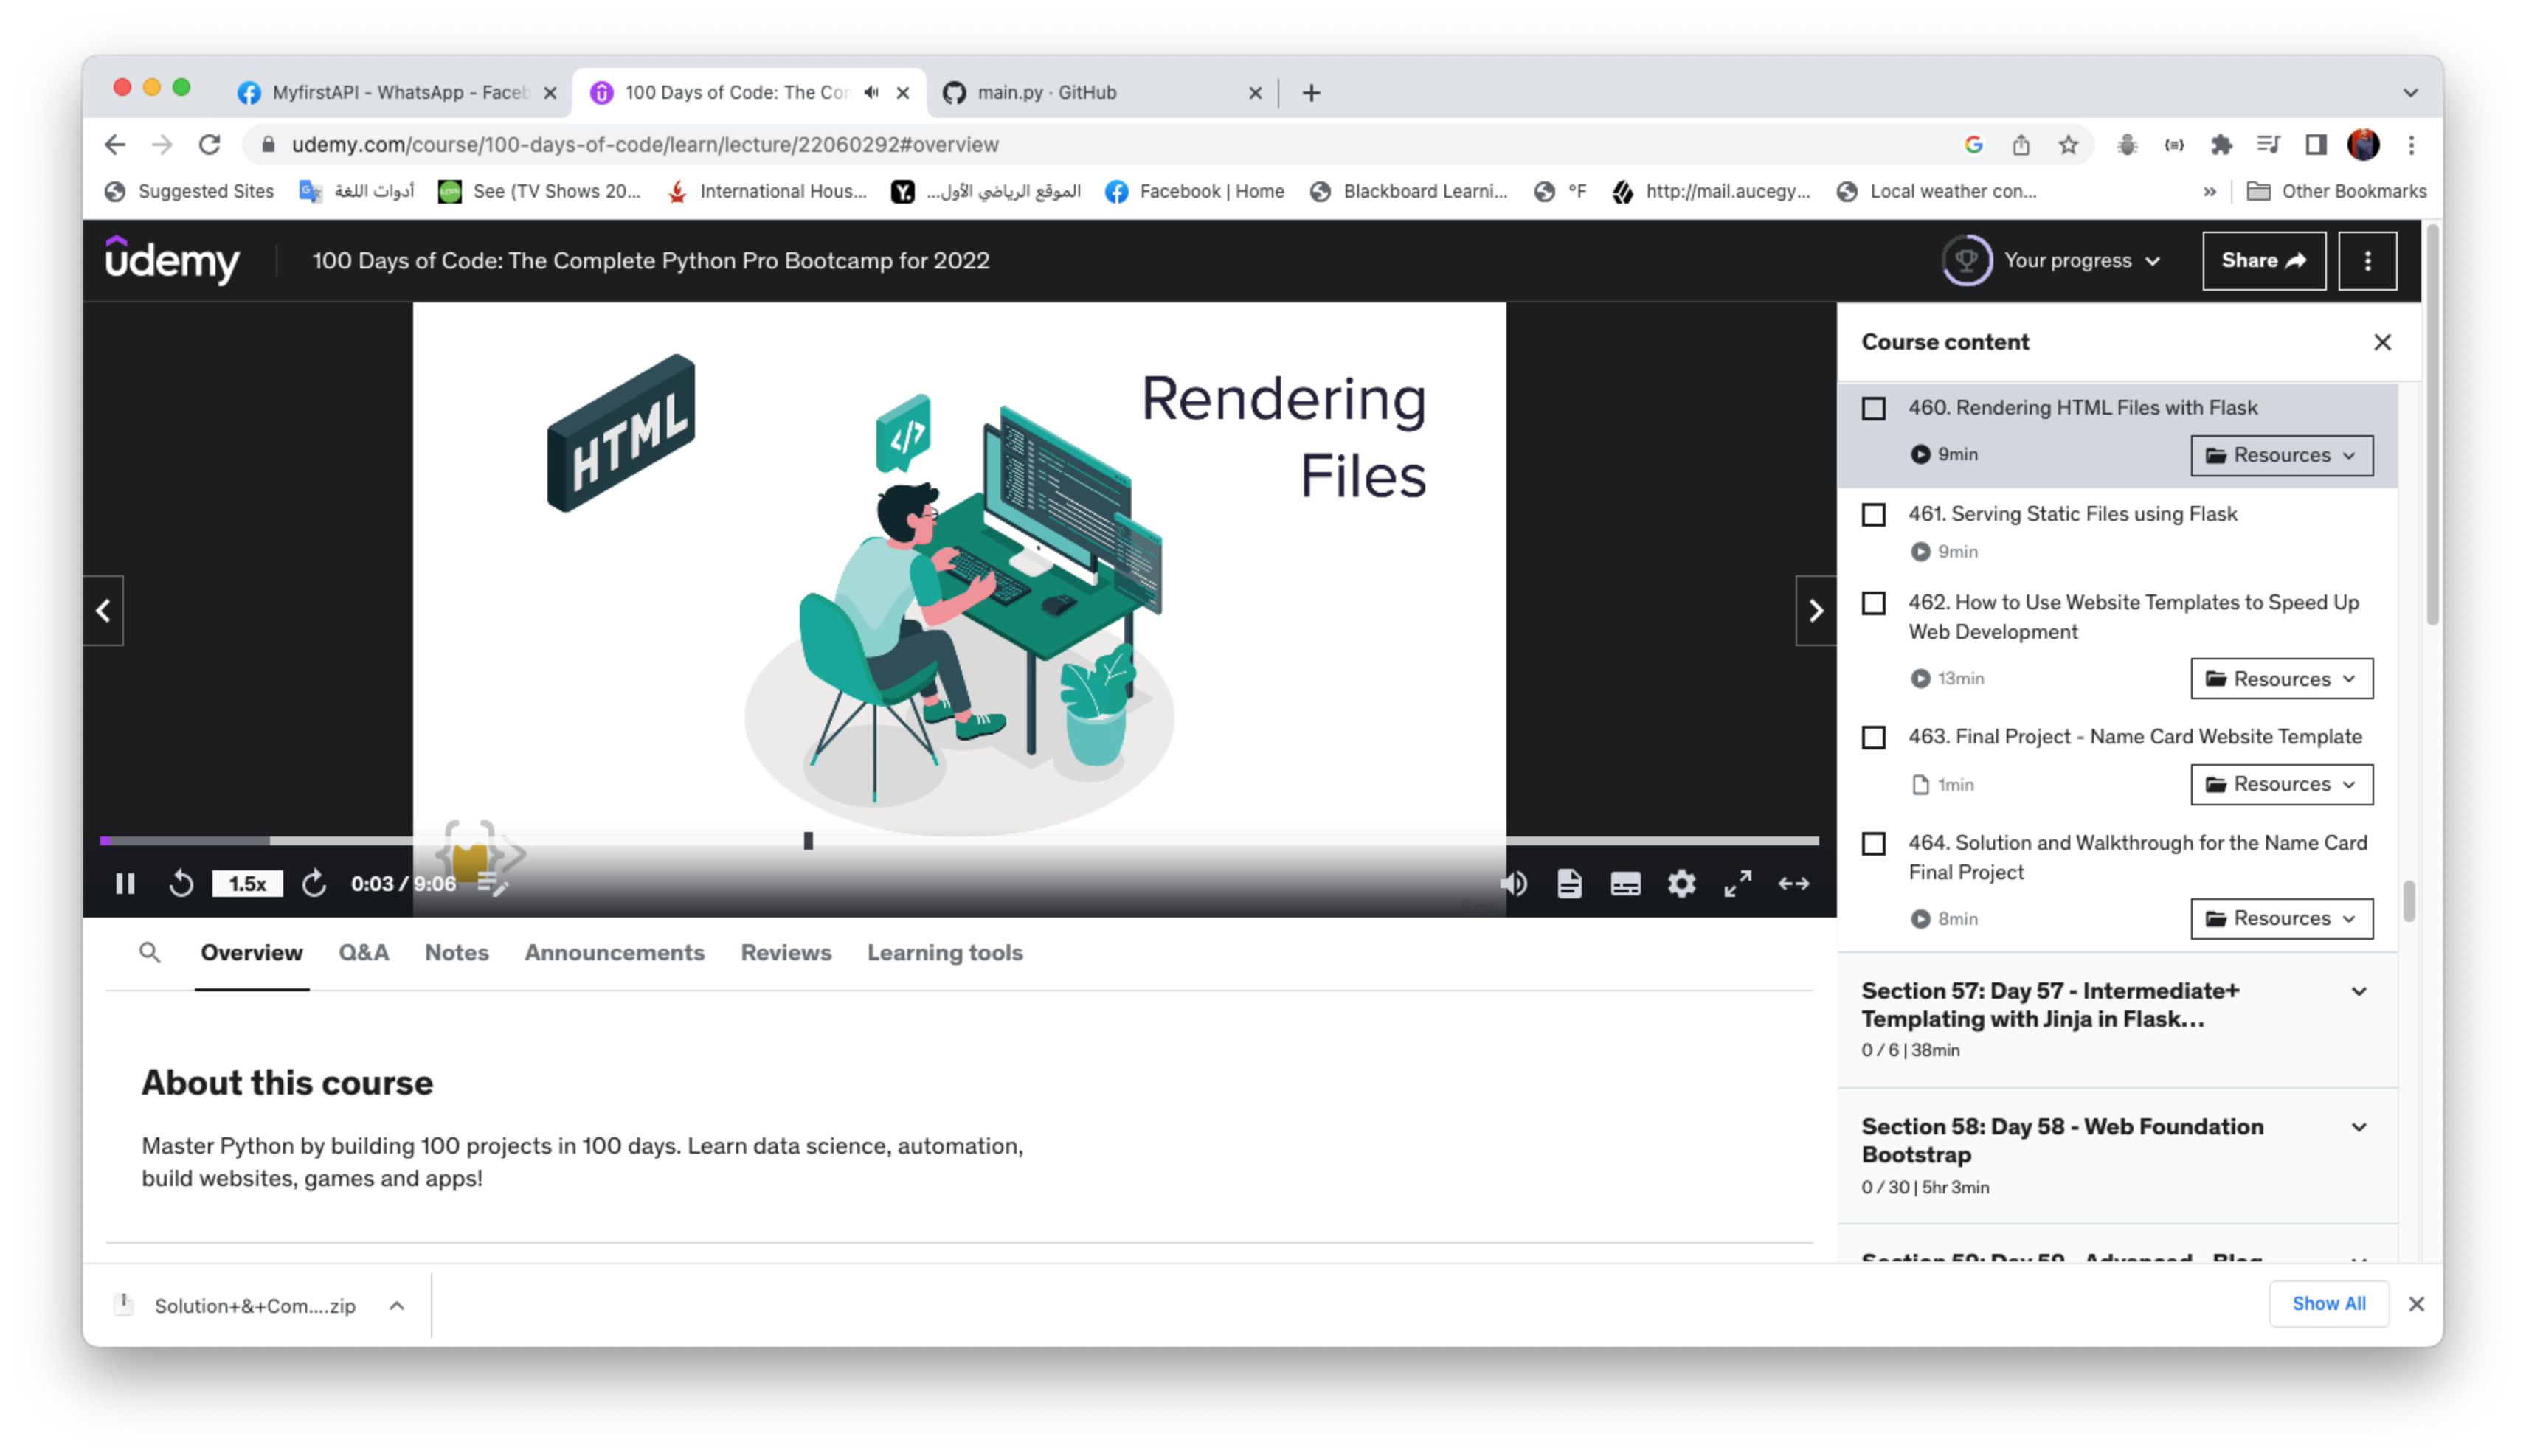 MyfirstAPI - WhatsApp - Faceb
100 Days of Code: The Con
main.py · GitHub
udemy.com/course/100-days-of-code/learn/lecture/22060292#overview
Suggested Sites
أدوات اللغة
See (TV Shows 20...
International Hous...
الموقع الرياضي الأول...
Facebook | Home
Blackboard Learni...
°F
http://mail.aucegy...
Local weather con...
»
Other Bookmarks
udemy
100 Days of Code: The Complete Python Pro Bootcamp for 2022
Your progress
Share
HTML
</>
Rendering
Files
1.5x
0:03 / 9:06
Course content
460. Rendering HTML Files with Flask
9min
Resources
461. Serving Static Files using Flask
9min
462. How to Use Website Templates to Speed Up
Web Development
13min
Resources
463. Final Project - Name Card Website Template
1min
Resources
464. Solution and Walkthrough for the Name Card
Final Project
8min
Resources
Section 57: Day 57 - Intermediate+
Templating with Jinja in Flask...
0 / 6 | 38min
Section 58: Day 58 - Web Foundation
Bootstrap
0 / 30 | 5hr 3min
Section 59: Day 59 - Advanced - Blog
Overview
Q&A
Notes
Announcements
Reviews
Learning tools
About this course
Master Python by building 100 projects in 100 days. Learn data science, automation,
build websites, games and apps!
Solution+&+Com....zip
Show All